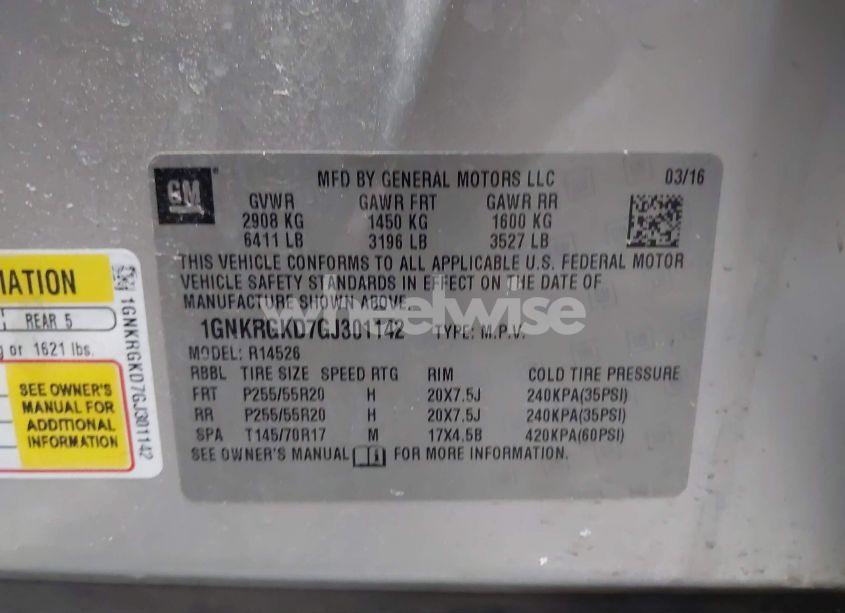 GM
MFD BY GENERAL MOTORS LLC 03/16
GVWR GAWR FRT GAWR RR
2908 KG 1450 KG 1600 KG
6411 LB 3196 LB 3527 LB
THIS VEHICLE CONFORMS TO ALL APPLICABLE U.S. FEDERAL MOTOR
VEHICLE SAFETY STANDARDS IN EFFECT ON THE DATE OF
MANUFACTURE SHOWN ABOVE.
1GNKRGKD7GJ301142 TYPE: M.P.V.
MODEL: R14526
RBBL TIRE SIZE SPEED RTG RIM COLD TIRE PRESSURE
FRT P255/55R20 H 20X7.5J 240KPA(35PSI)
RR P255/55R20 H 20X7.5J 240KPA(35PSI)
SPA T145/70R17 M 17X4.5B 420KPA(60PSI)
SEE OWNER'S MANUAL FOR MORE INFORMATION.
wheelwise
REAR 5
or 1621 lbs.
SEE OWNER'S
MANUAL FOR
ADDITIONAL
INFORMATION
1GNKRGKD7GJ301142